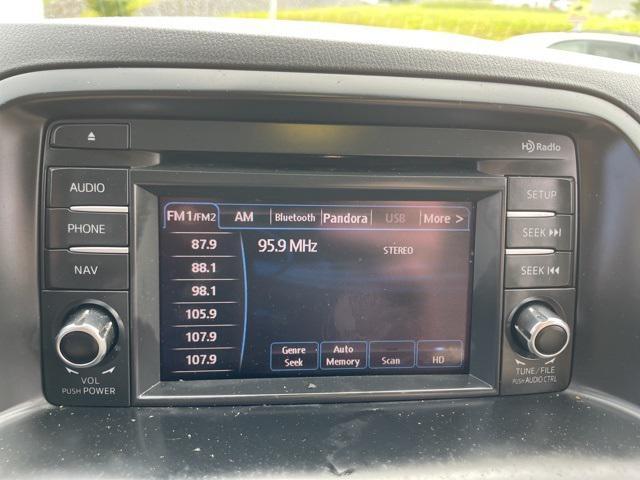 HD Radio
AUDIO
PHONE
NAV
VOL
PUSH POWER
FM1/FM2 AM Bluetooth Pandora USB More >
87.9
88.1
98.1
105.9
107.9
107.9
95.9 MHz
STEREO
Genre Seek
Auto Memory
Scan
HD
SETUP
SEEK
SEEK
TUNE/FILE
PUSH AUDIO CTRL